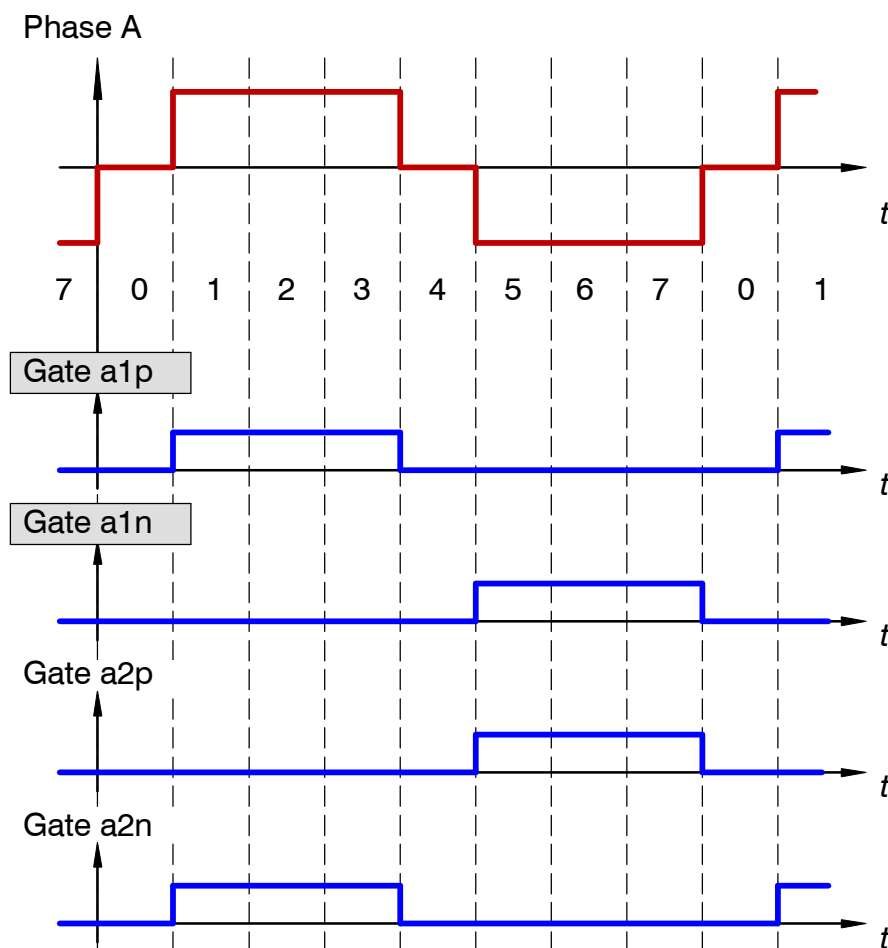 Phase A
t
7 0 1 2 3 4 5 6 7 0 1
Gate a1p
t
Gate a1n
t
Gate a2p
t
Gate a2n
t